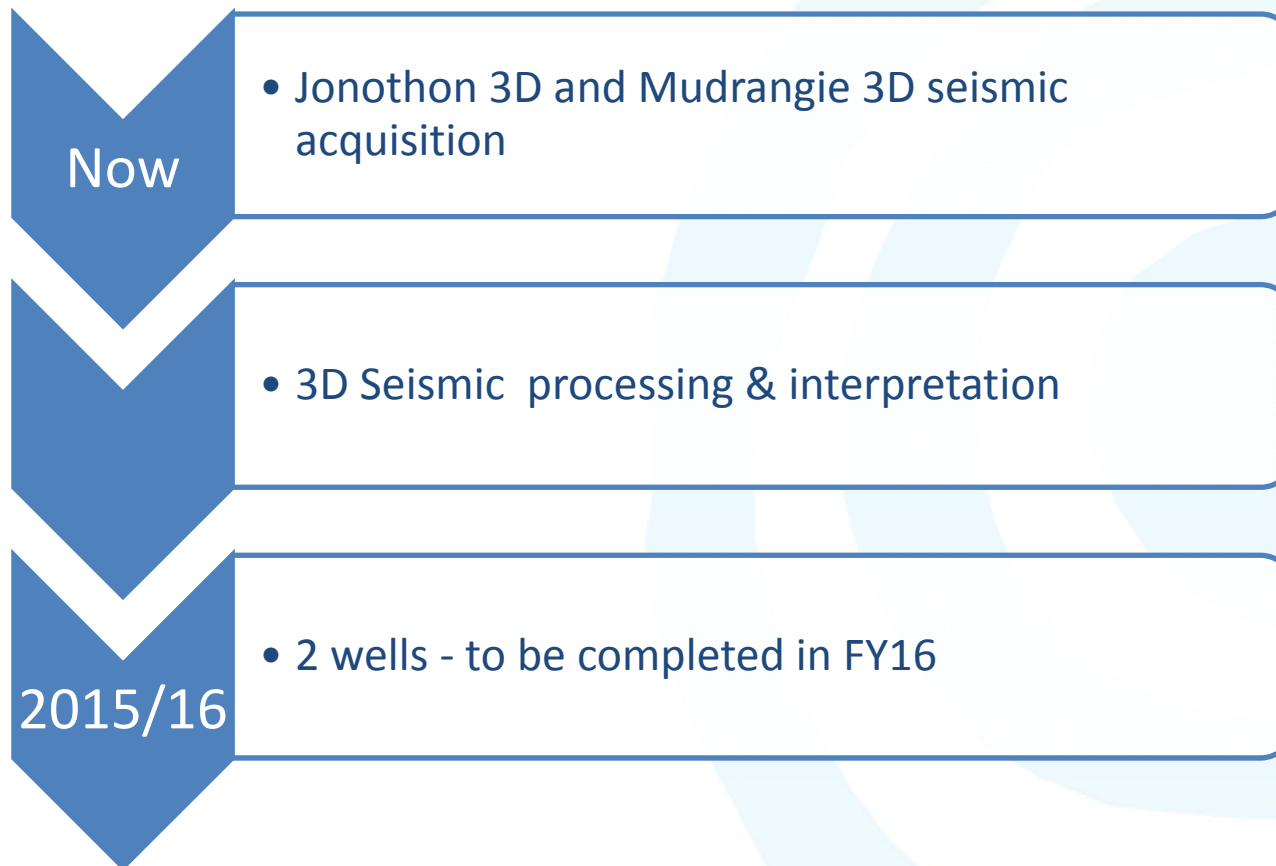 Now
• Jonothon 3D and Mudrangie 3D seismic
acquisition
• 3D Seismic  processing & interpretation
2015/16
• 2 wells - to be completed in FY16